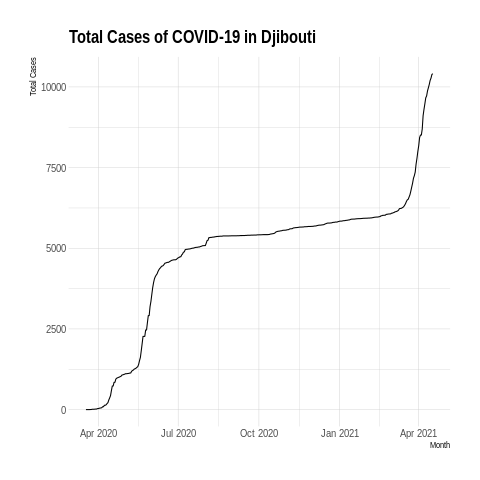 Total Cases of COVID-19 in Djibouti
Total Cases
10000
7500
5000
2500
0
Apr 2020 Jul 2020 Oct 2020 Jan 2021 Apr 2021
Month